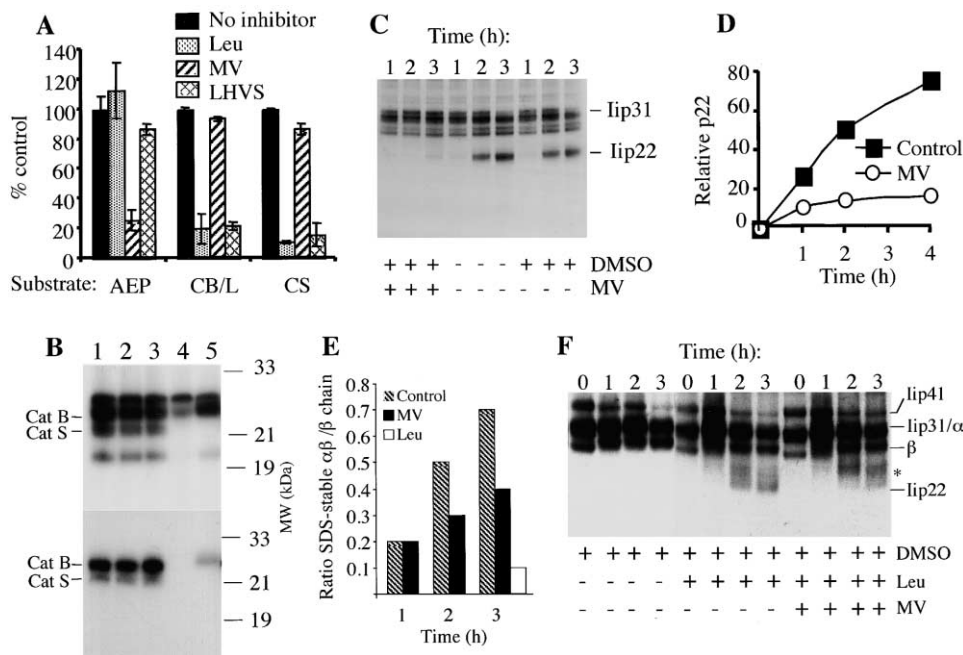 A
No inhibitor
Leu
MV
LHVS
% control
140
120
100
80
60
40
20
0
Substrate: AEP CB/L CS
B
1 2 3 4 5
33
Cat B
Cat S
21
19
MW (kDa)
33
Cat B
Cat S
21
19
C
Time (h):
1 2 3 1 2 3 1 2 3
Iip31
Iip22
+ + + - - - + + + DMSO
+ + + - - - - - - MV
D
Relative p22
80
60
40
20
0
Control
MV
1 2 4
Time (h)
E
Ratio SDS-stable αβ /β chain
0.8
0.7
0.6
0.5
0.4
0.3
0.2
0.1
Control
MV
Leu
1 2 3
Time (h)
F
Time (h):
0 1 2 3 0 1 2 3 0 1 2 3
Iip41
Iip31/α
β
*
Iip22
+ + + + + + + + + + + + DMSO
- - - - + + + + + + + + Leu
- - - - - - - - + + + + MV